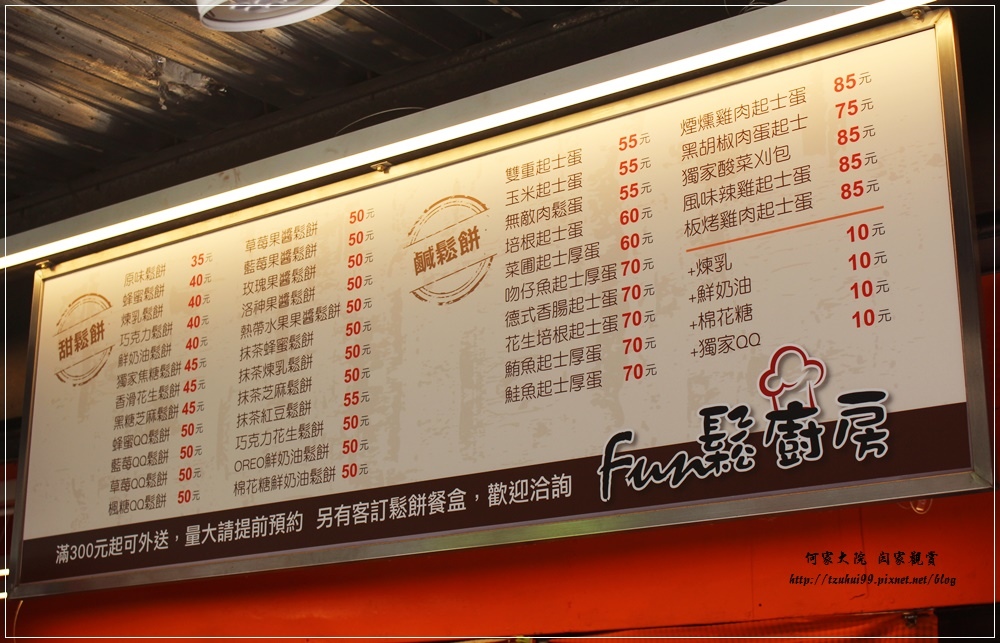 甜鬆餅
原味鬆餅 35元
蜂蜜鬆餅 40元
煉乳鬆餅 40元
巧克力鬆餅 40元
鮮奶油鬆餅 40元
獨家焦糖鬆餅 45元
香滑花生鬆餅 45元
黑糖芝麻鬆餅 45元
蜂蜜QQ鬆餅 50元
藍莓QQ鬆餅 50元
草莓QQ鬆餅 50元
楓糖QQ鬆餅 50元
草莓果醬鬆餅 50元
藍莓果醬鬆餅 50元
玫瑰果醬鬆餅 50元
洛神果醬鬆餅 50元
熱帶水果果醬鬆餅 50元
抹茶蜂蜜鬆餅 50元
抹茶煉乳鬆餅 50元
抹茶芝麻鬆餅 50元
抹茶紅豆鬆餅 55元
巧克力花生鬆餅 50元
OREO鮮奶油鬆餅 50元
棉花糖鮮奶油鬆餅 50元
鹹鬆餅
雙重起士蛋 55元
玉米起士蛋 55元
無敵肉鬆蛋 55元
培根起士蛋 60元
菜圃起士厚蛋 60元
吻仔魚起士厚蛋 70元
德式香腸起士蛋 70元
花生培根起士蛋 70元
鮪魚起士厚蛋 70元
鮭魚起士厚蛋 70元
煙燻雞肉起士蛋 85元
黑胡椒肉蛋起士 75元
獨家酸菜刈包 85元
風味辣雞起士蛋 85元
板烤雞肉起士蛋 85元
+煉乳 10元
+鮮奶油 10元
+棉花糖 10元
+獨家QQ 10元
Fun鬆廚房
滿300元起可外送，量大請提前預約 另有客訂鬆餅餐盒，歡迎洽詢
何家大院 閃家觀賞
http://tzuhui99.pixnet.net/blog